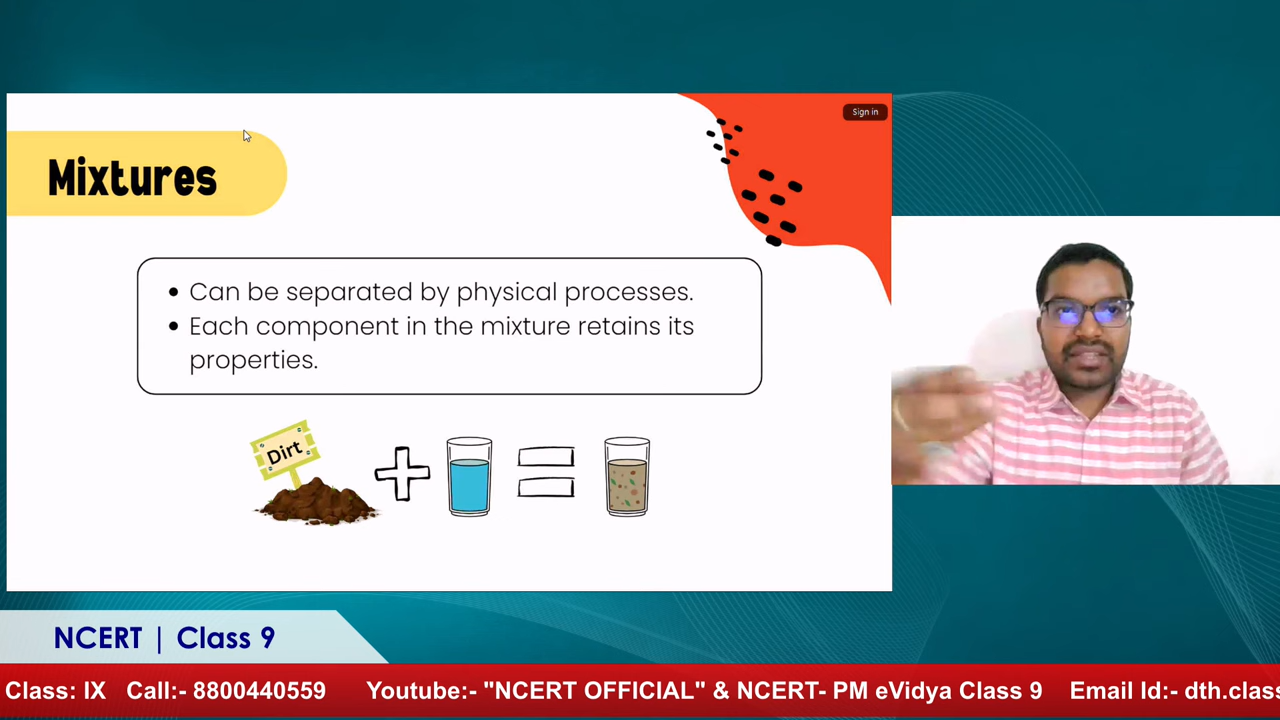 Sign in
Mixtures
• Can be separated by physical processes.
• Each component in the mixture retains its
properties.
Dirt
NCERT | Class 9
Class: IX Call:- 8800440559 Youtube:- "NCERT OFFICIAL" & NCERT- PM eVidya Class 9 Email Id:- dth.class